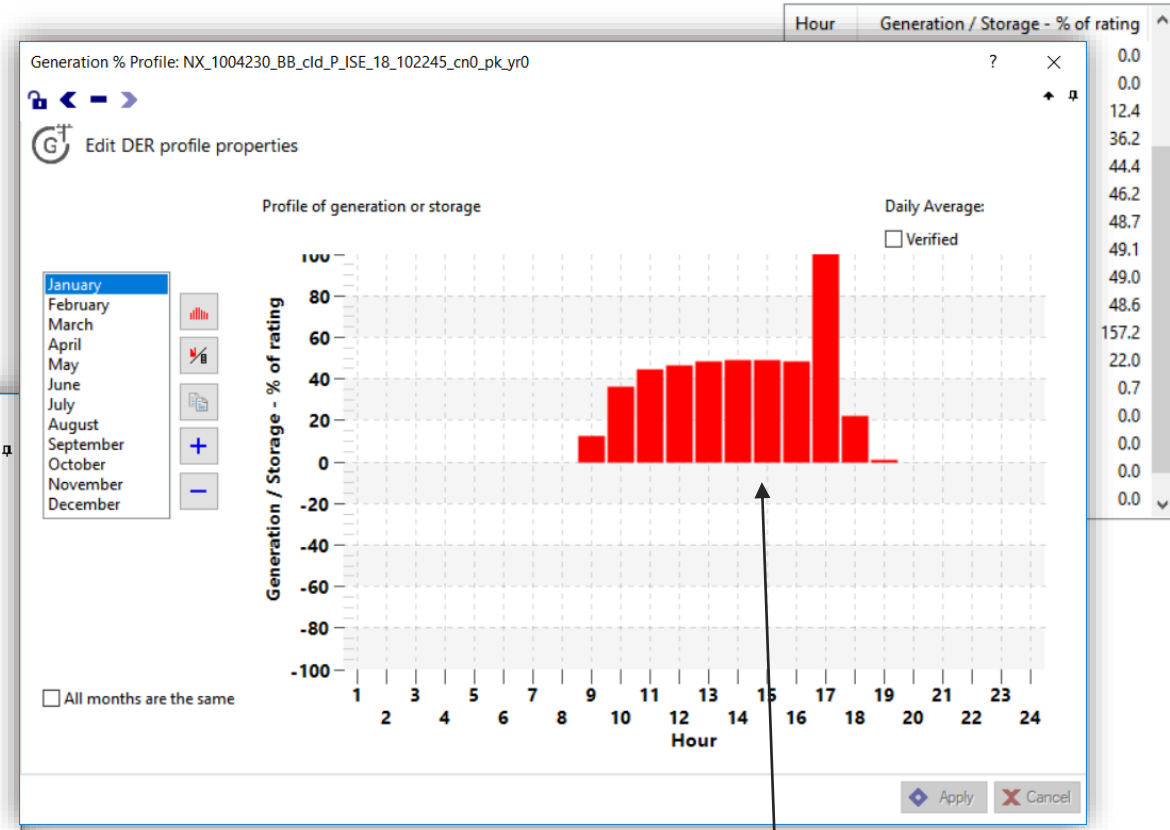 Hour Generation / Storage - % of rating
0.0
0.0
12.4
36.2
44.4
46.2
48.7
49.1
49.0
48.6
157.2
22.0
0.7
0.0
0.0
0.0
0.0
Generation % Profile: NX_1004230_BB_cld_P_ISE_18_102245_cn0_pk_yr0 ?
Edit DER profile properties
Profile of generation or storage
Daily Average:
Verified
January
February
March
April
May
June
July
August
September
October
November
December
Generation / Storage - % of rating
100
80
60
40
20
0
-20
-40
-60
-80
-100
1 3 5 7 9 11 13 15 17 19 21 23
2 4 6 8 10 12 14 16 18 20 22 24
Hour
All months are the same
Apply Cancel